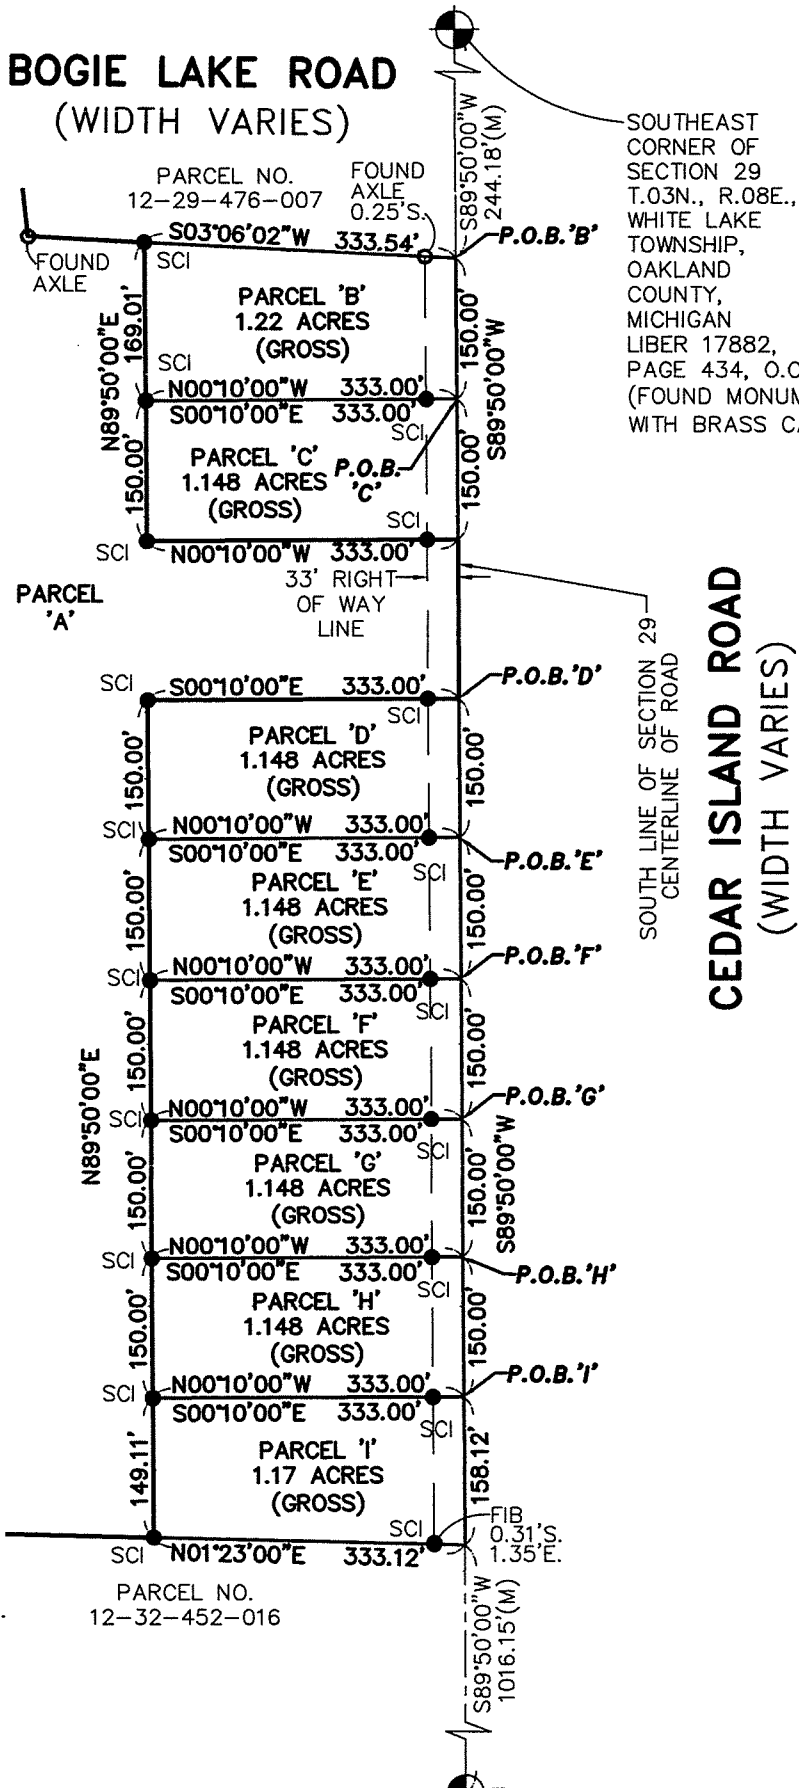 BOGIE LAKE ROAD
(WIDTH VARIES)
S89°50'00"W
244.18'(M)
SOUTHEAST
CORNER OF
SECTION 29
T.03N., R.08E.,
WHITE LAKE
TOWNSHIP,
OAKLAND
COUNTY,
MICHIGAN
LIBER 17882,
PAGE 434, O.C
(FOUND MONUM
WITH BRASS CA
PARCEL NO.
12-29-476-007
FOUND
AXLE
0.25'S.
P.O.B.'B'
S03°06'02"W 333.54'
FOUND
AXLE
SCI
PARCEL 'B'
1.22 ACRES
(GROSS)
N89°50'00"E
169.01'
150.00'
S89°50'00"W
SCI
N00°10'00"W 333.00'
S00°10'00"E 333.00'
SCI
PARCEL 'C'
1.148 ACRES
(GROSS)
P.O.B.
'C'
150.00'
150.00'
SCI
SCI
N00°10'00"W 333.00'
33' RIGHT
OF WAY
LINE
PARCEL
'A'
SOUTH LINE OF SECTION 29
CENTERLINE OF ROAD
CEDAR ISLAND ROAD
(WIDTH VARIES)
SCI
S00°10'00"E 333.00'
P.O.B.'D'
SCI
PARCEL 'D'
1.148 ACRES
(GROSS)
150.00'
150.00'
SCI
N00°10'00"W 333.00'
S00°10'00"E 333.00'
P.O.B.'E'
SCI
PARCEL 'E'
1.148 ACRES
(GROSS)
150.00'
150.00'
P.O.B.'F'
SCI
N00°10'00"W 333.00'
S00°10'00"E 333.00'
SCI
PARCEL 'F'
1.148 ACRES
(GROSS)
150.00'
150.00'
N89°50'00"E
P.O.B.'G'
SCI
N00°10'00"W 333.00'
S00°10'00"E 333.00'
SCI
PARCEL 'G'
1.148 ACRES
(GROSS)
150.00'
150.00'
S89°50'00"W
SCI
N00°10'00"W 333.00'
S00°10'00"E 333.00'
P.O.B.'H'
SCI
PARCEL 'H'
1.148 ACRES
(GROSS)
150.00'
150.00'
P.O.B.'I'
SCI
N00°10'00"W 333.00'
S00°10'00"E 333.00'
SCI
PARCEL 'I'
1.17 ACRES
(GROSS)
149.11'
158.12'
SCI
FIB
0.31'S.
1.35'E.
SCI
N01°23'00"E 333.12'
PARCEL NO.
12-32-452-016
S89°50'00"W
1016.15'(M)